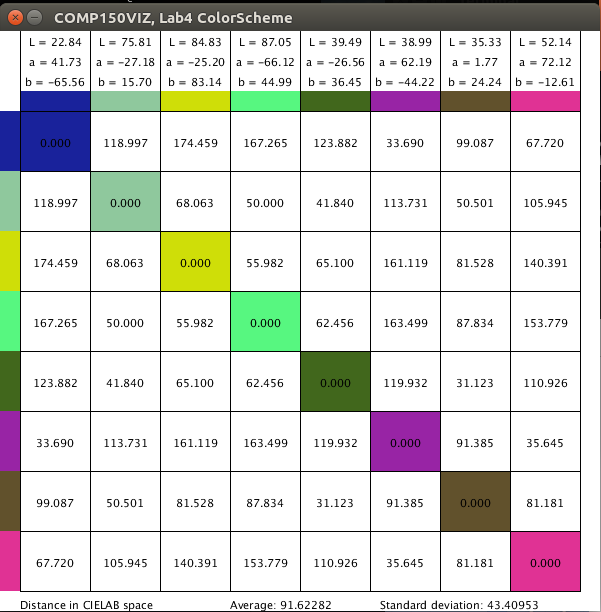 COMP150VIZ, Lab4 ColorScheme
L = 22.84 L = 75.81 L = 84.83 L = 87.05 L = 39.49 L = 38.99 L = 35.33 L = 52.14
a = 41.73 a = -27.18 a = -25.20 a = -66.12 a = -26.56 a = 62.19 a = 1.77 a = 72.12
b = -65.56 b = 15.70 b = 83.14 b = 44.99 b = 36.45 b = -44.22 b = 24.24 b = -12.61
0.000 118.997 174.459 167.265 123.882 33.690 99.087 67.720
118.997 0.000 68.063 50.000 41.840 113.731 50.501 105.945
174.459 68.063 0.000 55.982 65.100 161.119 81.528 140.391
167.265 50.000 55.982 0.000 62.456 163.499 87.834 153.779
123.882 41.840 65.100 62.456 0.000 119.932 31.123 110.926
33.690 113.731 161.119 163.499 119.932 0.000 91.385 35.645
99.087 50.501 81.528 87.834 31.123 91.385 0.000 81.181
67.720 105.945 140.391 153.779 110.926 35.645 81.181 0.000
Distance in CIELAB space Average: 91.62282 Standard deviation: 43.40953